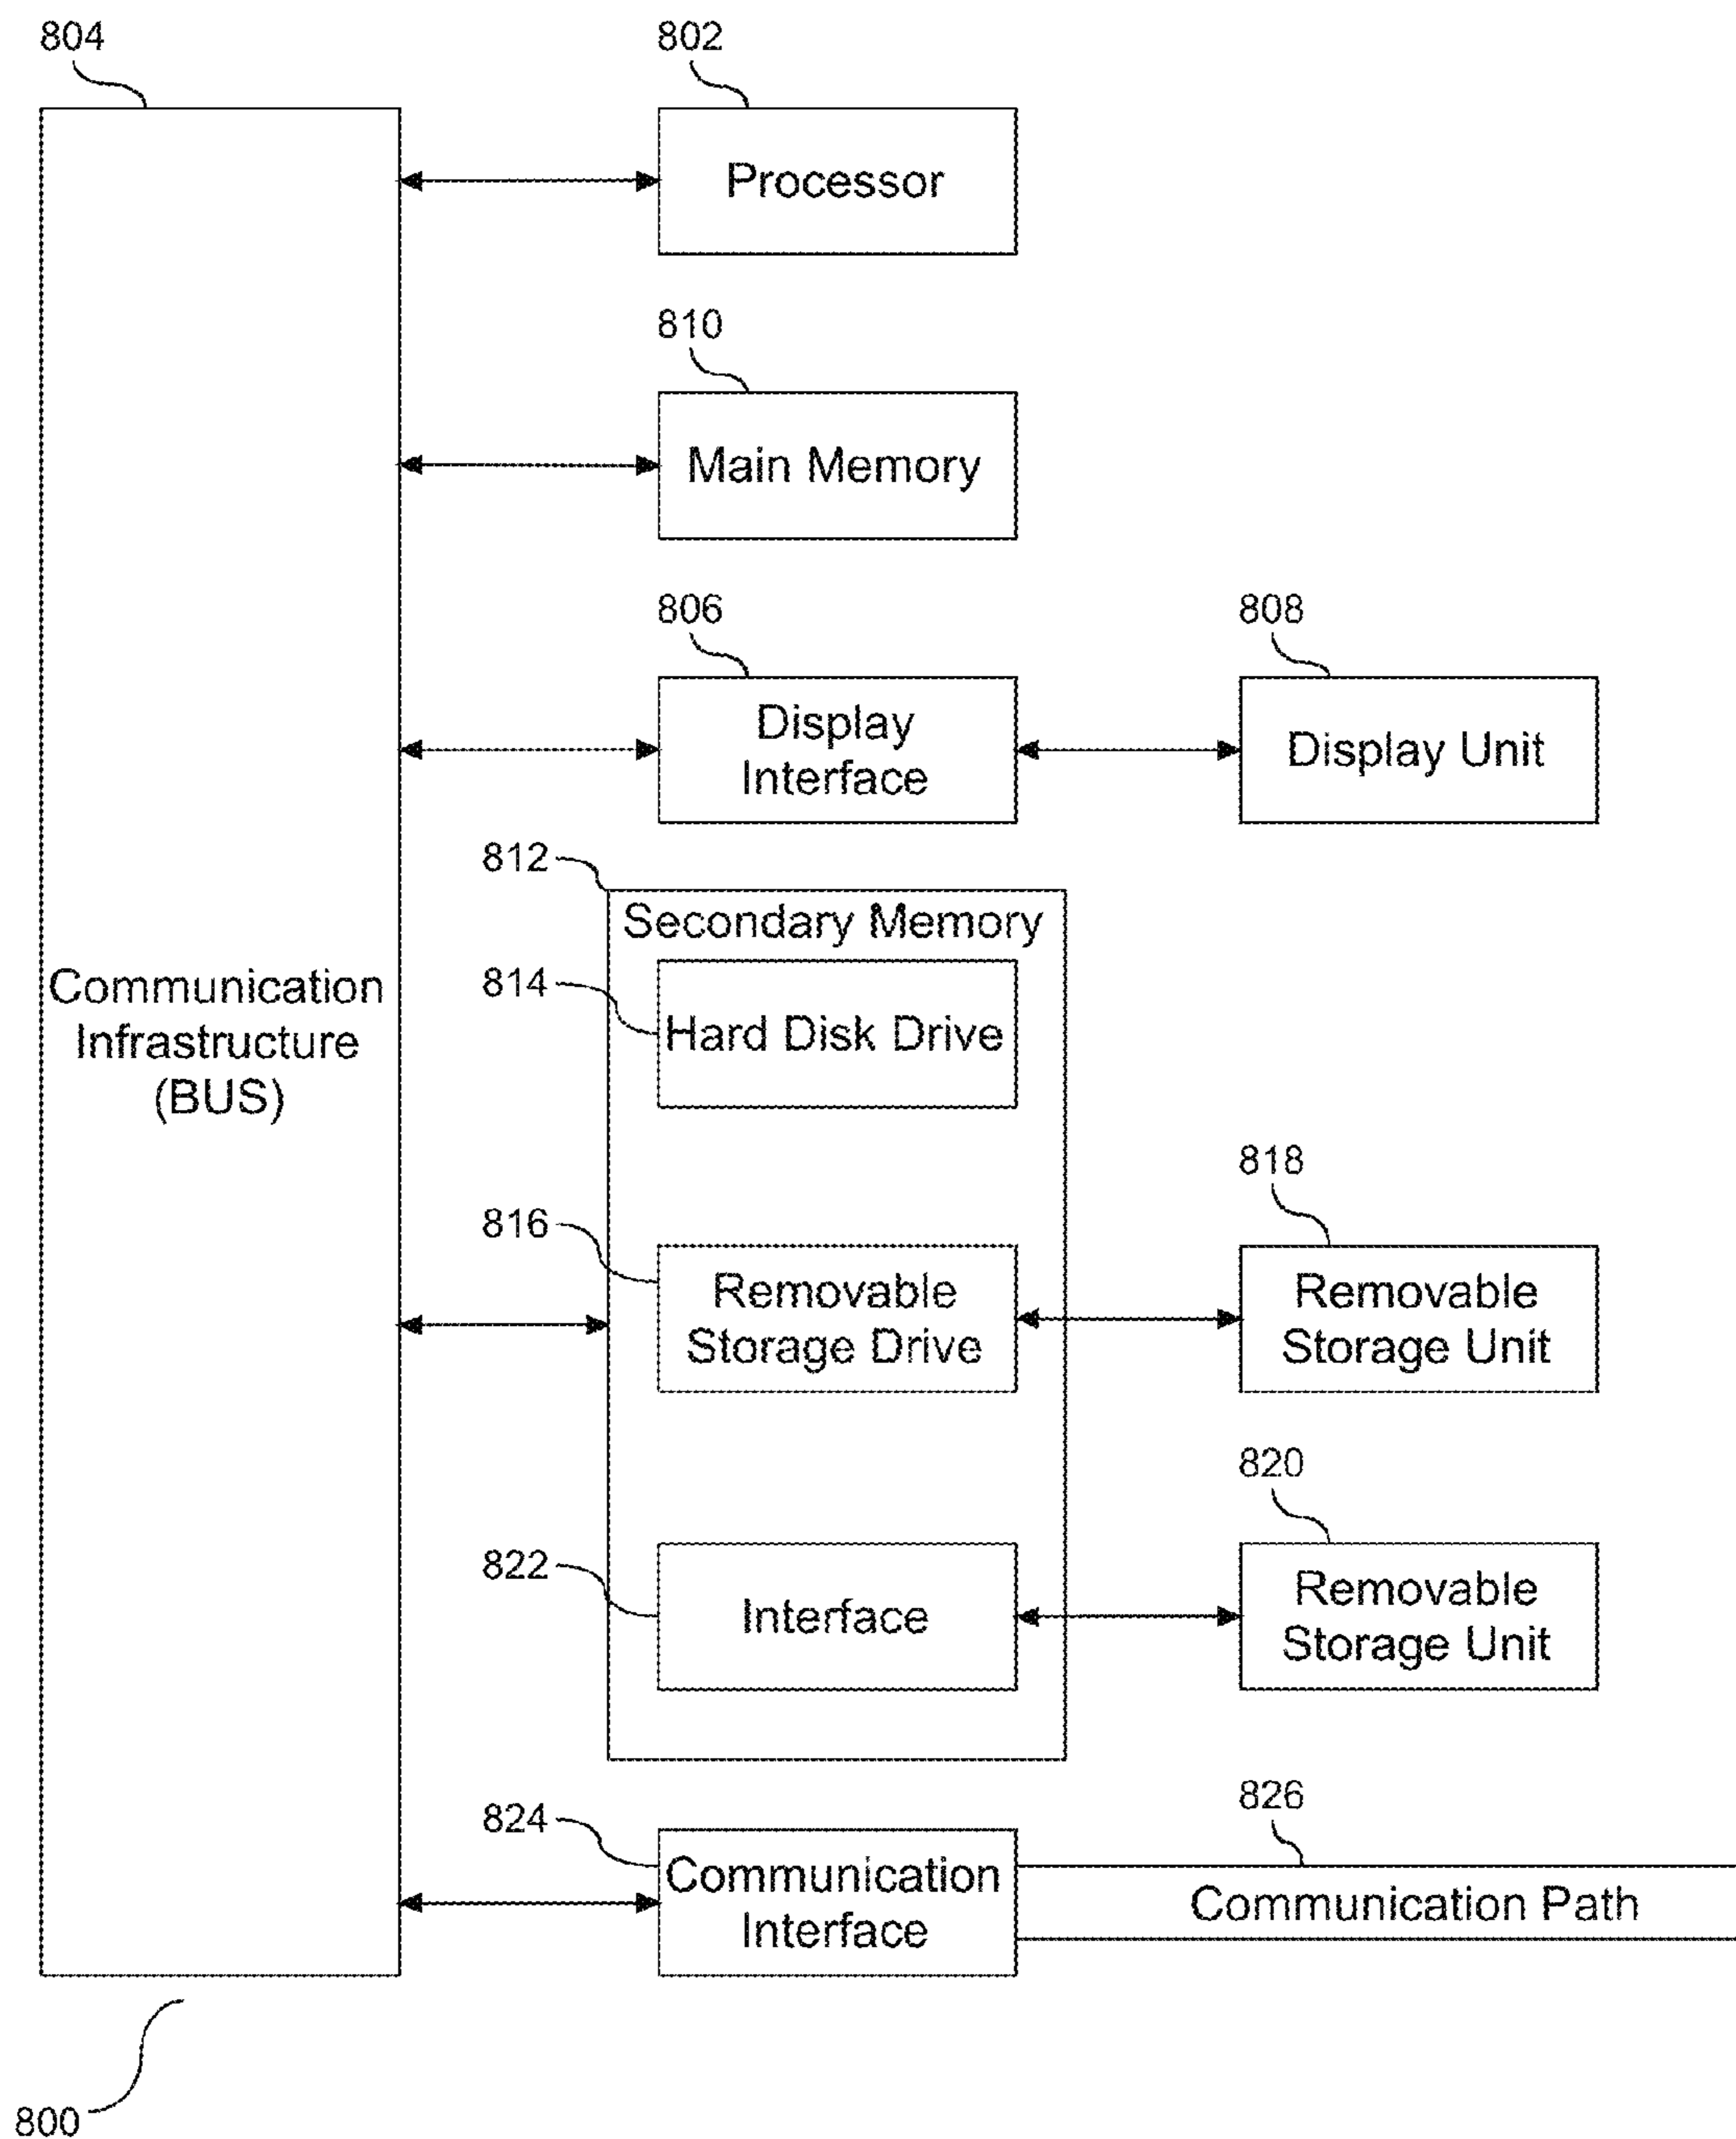 804
802
Processor
810
Main Memory
806
808
Display
Interface
Display Unit
812
Secondary Memory
814
Hard Disk Drive
Communication
Infrastructure
(BUS)
816
Removable
Storage Drive
818
Removable
Storage Unit
820
822
Interface
Removable
Storage Unit
824
Communication
Interface
826
Communication Path
800